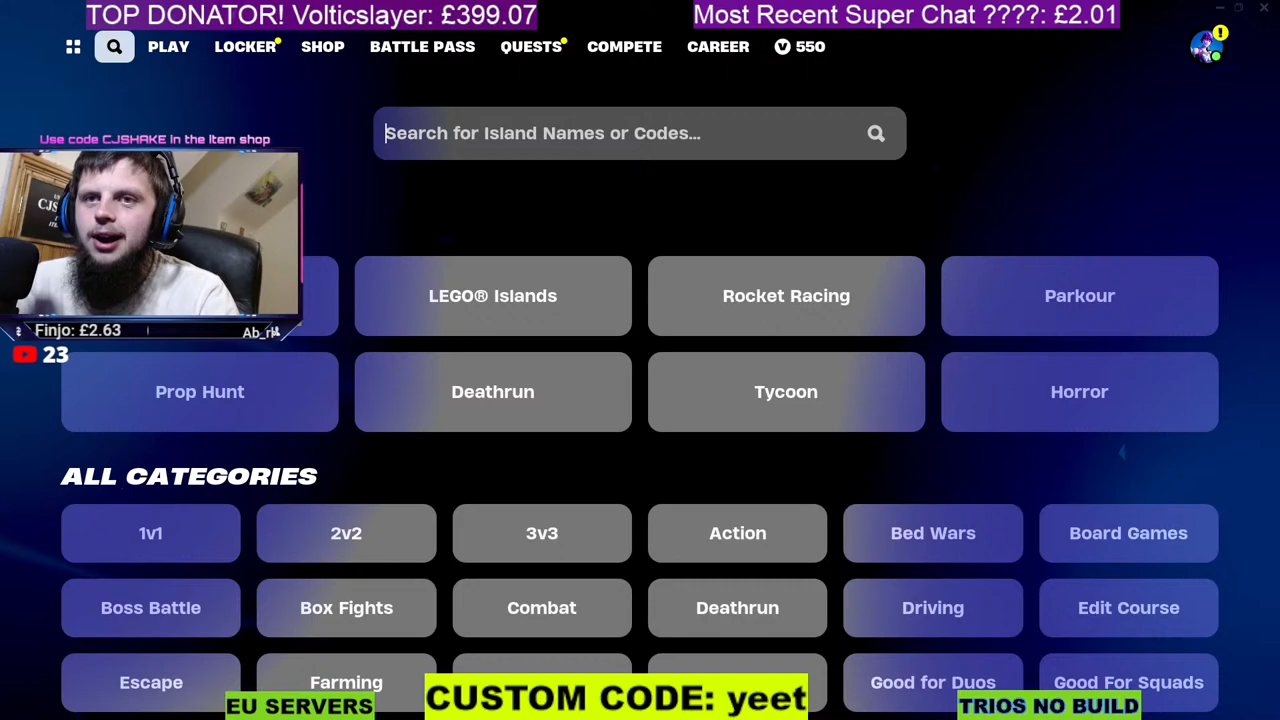 TOP DONATOR! Volticslayer: £399.07
Most Recent Super Chat ????: £2.01
PLAY
LOCKER
SHOP
BATTLE PASS
QUESTS
COMPETE
CAREER
V 550
Search for Island Names or Codes...
Use code CJSHAKE in the item shop
CJS
Finjo: £2.63
23
LEGO® Islands
Rocket Racing
Parkour
Prop Hunt
Deathrun
Tycoon
Horror
ALL CATEGORIES
1v1
2v2
3v3
Action
Bed Wars
Board Games
Boss Battle
Box Fights
Combat
Deathrun
Driving
Edit Course
Escape
Farming
Good for Duos
Good For Squads
EU SERVERS
CUSTOM CODE: yeet
TRIOS NO BUILD